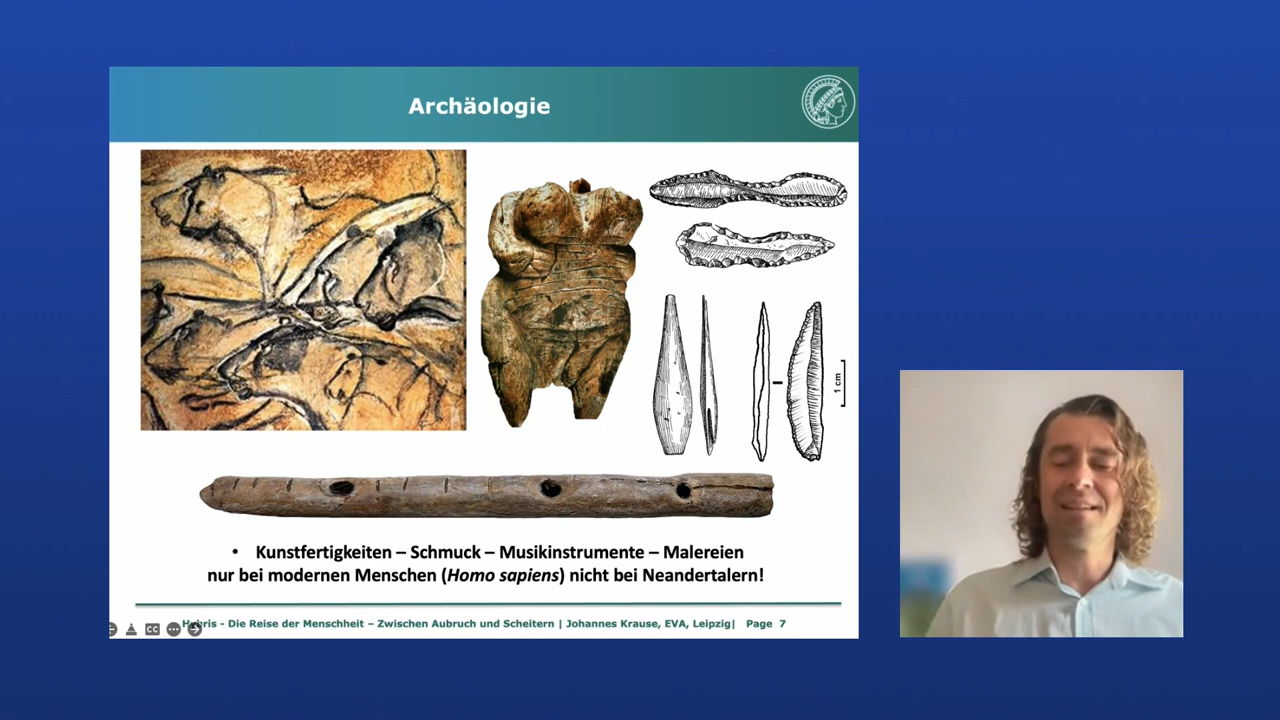 Archäologie
1 cm
• Kunstfertigkeiten – Schmuck – Musikinstrumente – Malereien
nur bei modernen Menschen (Homo sapiens) nicht bei Neandertalern!
CC
- Die Reise der Menschheit – Zwischen Aubruch und Scheitern | Johannes Krause, EVA, Leipzig| Page 7